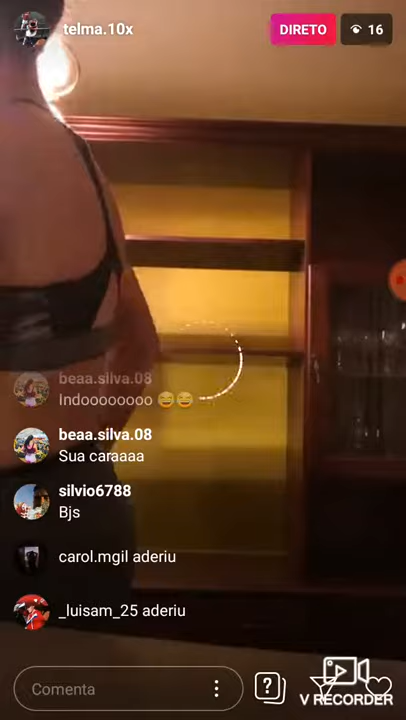 telma.10x
DIRETO
16
beaa.silva.08
Indoooooooo 😂😂
beaa.silva.08
Sua caraaaa
silvio6788
Bjs
carol.mgil aderiu
_luisam_25 aderiu
Comenta
V RECORDER